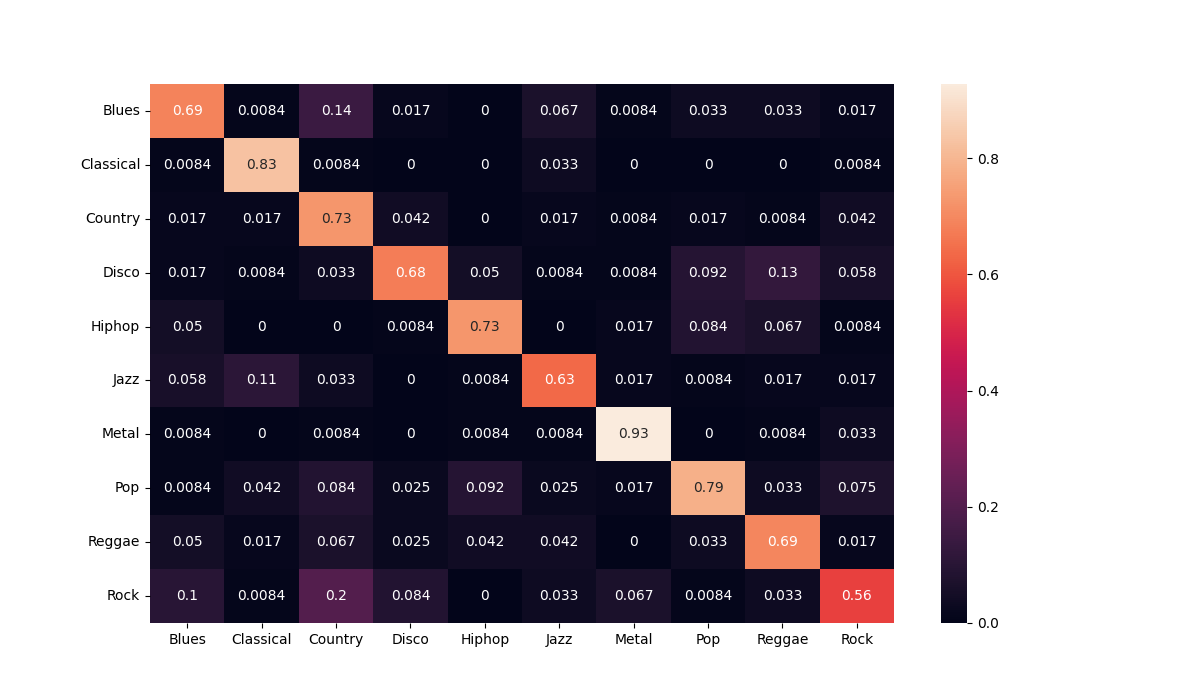 Blues 0.69 0.0084 0.14 0.017 0 0.067 0.0084 0.033 0.033 0.017
Classical 0.0084 0.83 0.0084 0 0 0.033 0 0 0 0.0084
0.8
Country 0.017 0.017 0.73 0.042 0 0.017 0.0084 0.017 0.0084 0.042
Disco 0.017 0.0084 0.033 0.68 0.05 0.0084 0.0084 0.092 0.13 0.058
0.6
Hiphop 0.05 0 0 0.0084 0.73 0 0.017 0.084 0.067 0.0084
Jazz 0.058 0.11 0.033 0 0.0084 0.63 0.017 0.0084 0.017 0.017
0.4
Metal 0.0084 0 0.0084 0 0.0084 0.0084 0.93 0 0.0084 0.033
Pop 0.0084 0.042 0.084 0.025 0.092 0.025 0.017 0.79 0.033 0.075
0.2
Reggae 0.05 0.017 0.067 0.025 0.042 0.042 0 0.033 0.69 0.017
Rock 0.1 0.0084 0.2 0.084 0 0.033 0.067 0.0084 0.033 0.56
0.0
Blues Classical Country Disco Hiphop Jazz Metal Pop Reggae Rock